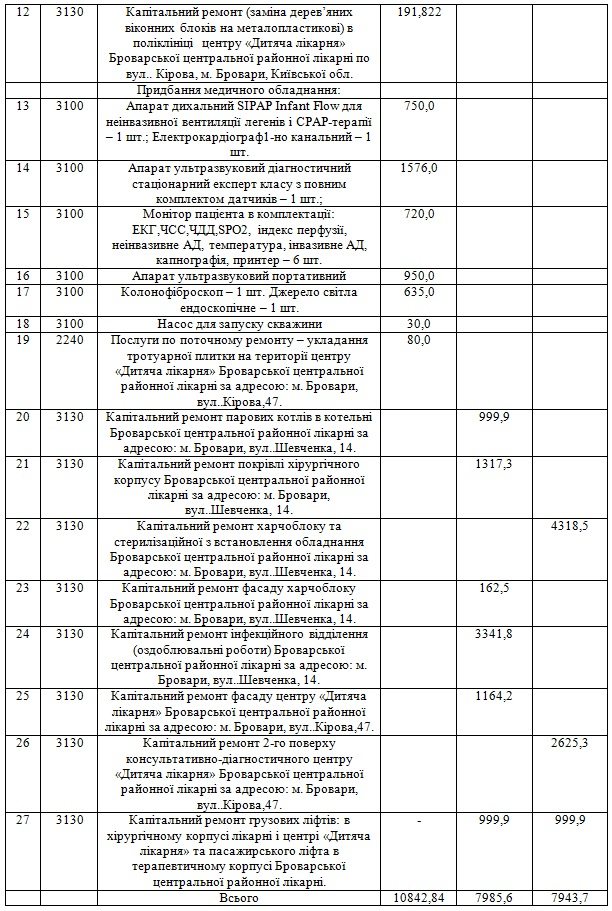 12 3130 Капітальний ремонт (заміна дерев’яних 191,822
віконних блоків на металопластикові) в
поліклініці центру «Дитяча лікарня»
Броварської центральної районної лікарні по
вул.. Кірова, м. Бровари, Київської обл.
Придбання медичного обладнання:
13 3100 Апарат дихальний SIPAP Infant Flow для 750,0
неінвазивної вентиляції легенів і CPAP-терапії
– 1 шт.; Електрокардіограф1-но канальний – 1
шт.
14 3100 Апарат ультразвуковий діагностичний 1576,0
стаціонарний експерт класу з повним
комплектом датчиків – 1 шт.;
15 3100 Монітор пацієнта в комплектації: 720,0
ЕКГ,ЧСС,ЧДД,SPO2, індекс перфузії,
неінвазивне АД, температура, інвазивне АД,
капнографія, принтер – 6 шт.
16 3100 Апарат ультразвуковий портативний 950,0
17 3100 Колонофіброскоп – 1 шт. Джерело світла 635,0
ендоскопічне – 1 шт.
18 3100 Насос для запуску скважини 30,0
19 2240 Послуги по поточному ремонту – укладання 80,0
тротуарної плитки на території центру
«Дитяча лікарня» Броварської центральної
районної лікарні за адресою: м. Бровари,
вул..Кірова,47.
20 3130 Капітальний ремонт парових котлів в котельні 999,9
Броварської центральної районної лікарні за
адресою: м. Бровари, вул..Шевченка, 14.
21 3130 Капітальний ремонт покрівлі хірургічного 1317,3
корпусу Броварської центральної районної
лікарні за адресою: м. Бровари,
вул..Шевченка, 14.
22 3130 Капітальний ремонт харчоблоку та 4318,5
стерилізаційної з встановлення обладнання
Броварської центральної районної лікарні за
адресою: м. Бровари, вул..Шевченка, 14.
23 3130 Капітальний ремонт фасаду харчоблоку 162,5
Броварської центральної районної лікарні за
адресою: м. Бровари, вул..Шевченка, 14.
24 3130 Капітальний ремонт інфекційного відділення 3341,8
(оздоблювальні роботи) Броварської
центральної районної лікарні за адресою: м.
Бровари, вул..Шевченка, 14.
25 3130 Капітальний ремонт фасаду центру «Дитяча 1164,2
лікарня» Броварської центральної районної
лікарні за адресою: м. Бровари, вул..Кірова,47.
26 3130 Капітальний ремонт 2-го поверху 2625,3
консультативно-діагностичного центру
«Дитяча лікарня» Броварської центральної
районної лікарні за адресою: м. Бровари,
вул..Кірова,47.
27 3130 Капітальний ремонт грузових ліфтів: в - 999,9 999,9
хірургічному корпусі лікарні і центрі «Дитяча
лікарня» та пасажирського ліфта в
терапевтичному корпусі Броварської
центральної районної лікарні.
Всього 10842,84 7985,6 7943,7